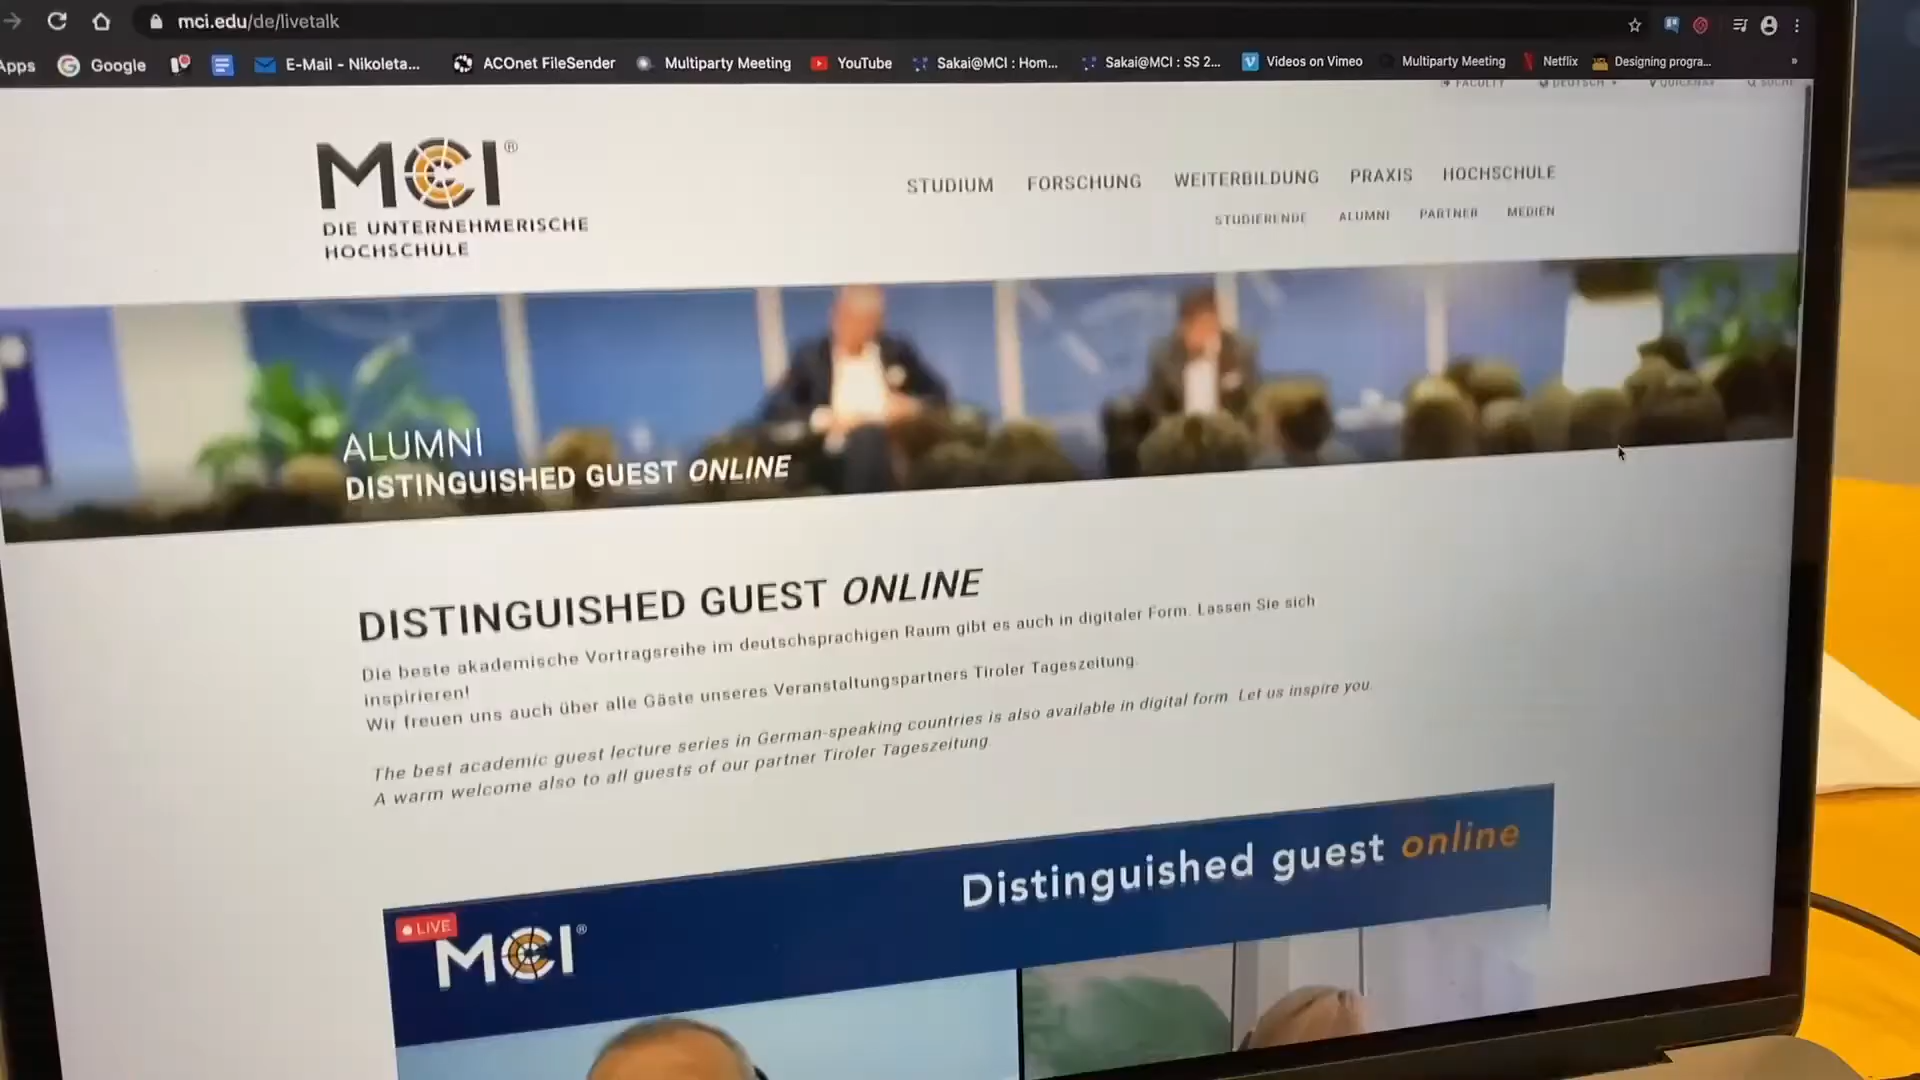 mci.edu/de/livetalk
Apps Google E-Mail - Nikoleta... ACOnet FileSender Multiparty Meeting YouTube Sakai@MCI : Hom... Sakai@MCI : SS 2... Videos on Vimeo Multiparty Meeting Netflix Designing progra... »
FACULTY DEUTSCH QUICKNAV SUCHE
MCI®
DIE UNTERNEHMERISCHE
HOCHSCHULE
STUDIUM FORSCHUNG WEITERBILDUNG PRAXIS HOCHSCHULE
STUDIERENDE ALUMNI PARTNER MEDIEN
ALUMNI
DISTINGUISHED GUEST ONLINE
DISTINGUISHED GUEST ONLINE
Die beste akademische Vortragsreihe im deutschsprachigen Raum gibt es auch in digitaler Form. Lassen Sie sich
inspirieren!
Wir freuen uns auch über alle Gäste unseres Veranstaltungspartners Tiroler Tageszeitung.
The best academic guest lecture series in German-speaking countries is also available in digital form. Let us inspire you.
A warm welcome also to all guests of our partner Tiroler Tageszeitung.
LIVE
MCI®
Distinguished guest online